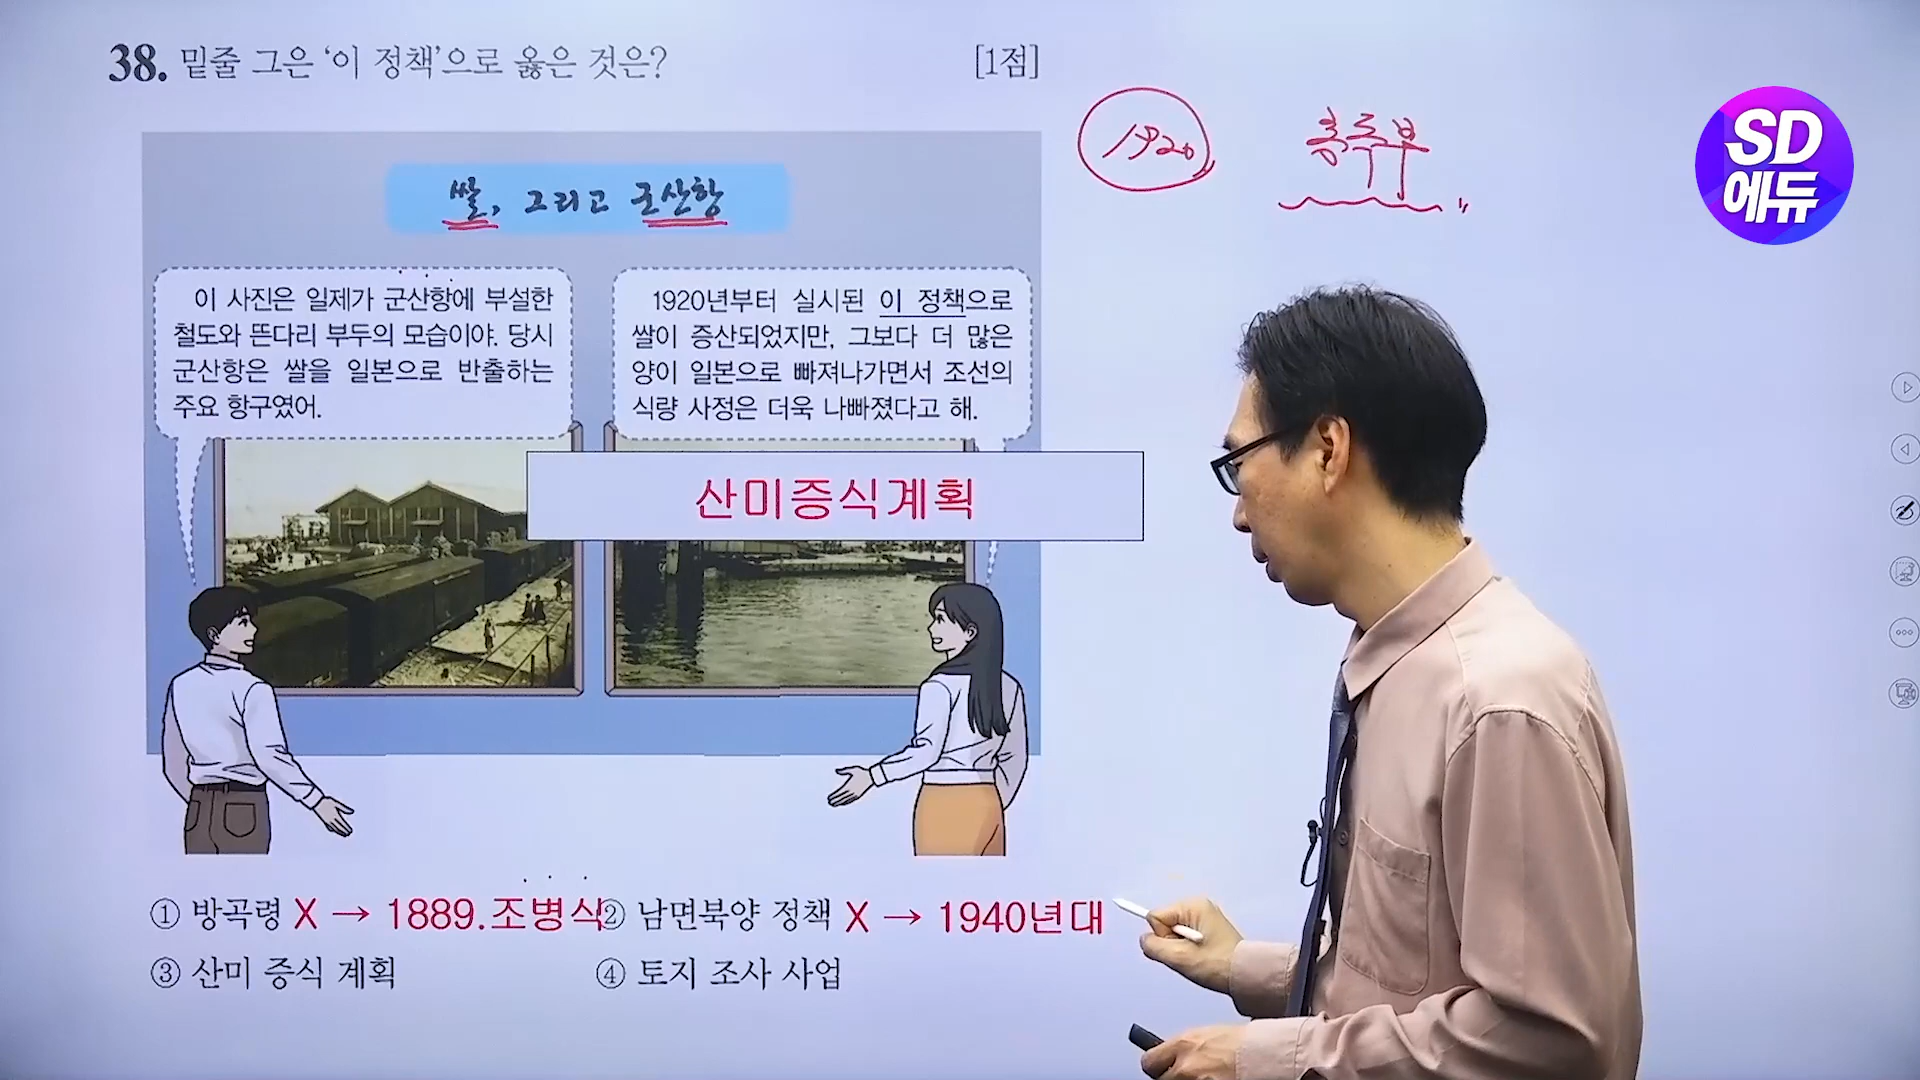 38. 밑줄 그은 ‘이 정책’으로 옳은 것은? [1점]
1920
흥주부
SD
에듀
쌀, 그리고 군산항
이 사진은 일제가 군산항에 부설한
철도와 뜬다리 부두의 모습이야. 당시
군산항은 쌀을 일본으로 반출하는
주요 항구였어.
1920년부터 실시된 이 정책으로
쌀이 증산되었지만, 그보다 더 많은
양이 일본으로 빠져나가면서 조선의
식량 사정은 더욱 나빠졌다고 해.
산미증식계획
① 방곡령 X → 1889.조병식
② 남면북양 정책 X → 1940년대
③ 산미 증식 계획
④ 토지 조사 사업